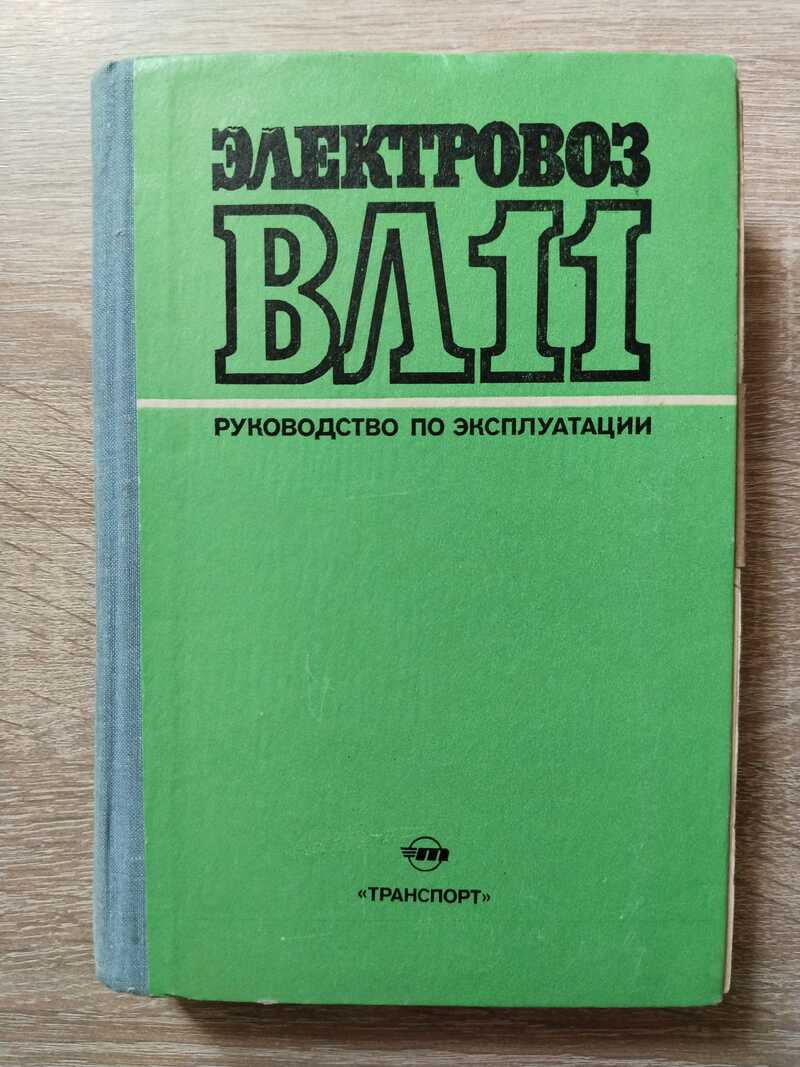 ЭЛЕКТРОВОЗ
ВЛ11
РУКОВОДСТВО ПО ЭКСПЛУАТАЦИИ
т
«ТРАНСПОРТ»